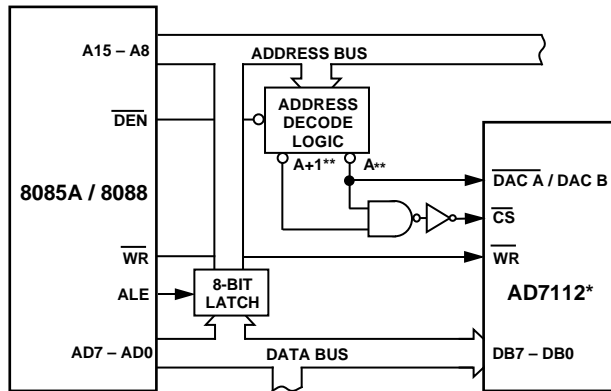 A15 – A8
ADDRESS BUS
DEN
ADDRESS
DECODE
LOGIC
A+1**
A**
8085A / 8088
DAC A / DAC B
CS
WR
WR
ALE
8-BIT
LATCH
AD7112*
AD7 – AD0
DATA BUS
DB7 – DB0